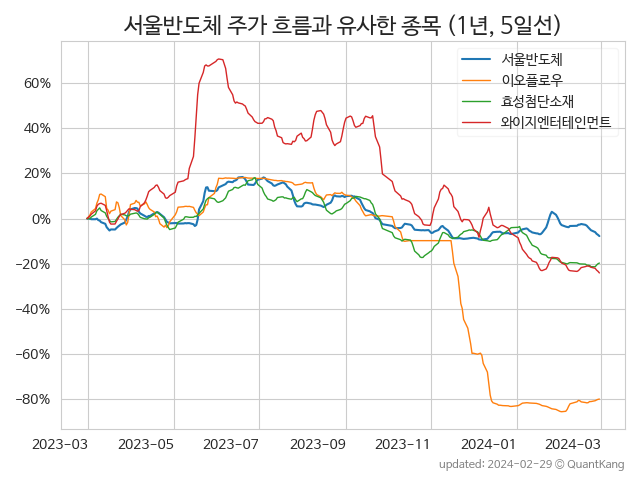 서울반도체 주가 흐름과 유사한 종목 (1년, 5일선)
서울반도체
이오플로우
효성첨단소재
와이지엔터테인먼트
60%
40%
20%
0%
−20%
−40%
−60%
−80%
2023-03 2023-05 2023-07 2023-09 2023-11 2024-01 2024-03
updated: 2024-02-29 © QuantKang